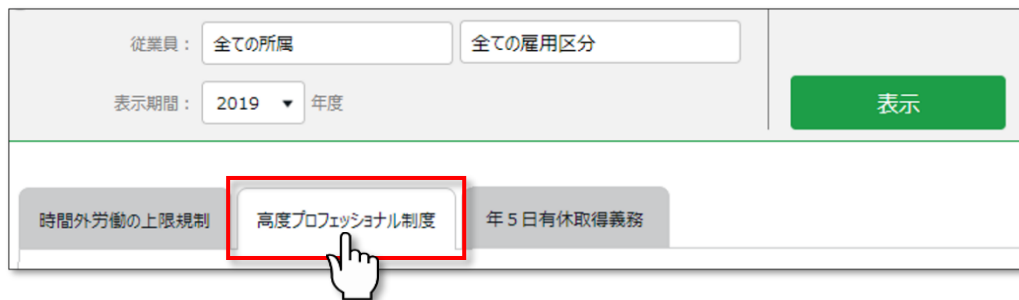 従業員： 全ての所属 全ての雇用区分
表示期間： 2019 ▼ 年度
表示
時間外労働の上限規制 高度プロフェッショナル制度 年５日有休取得義務